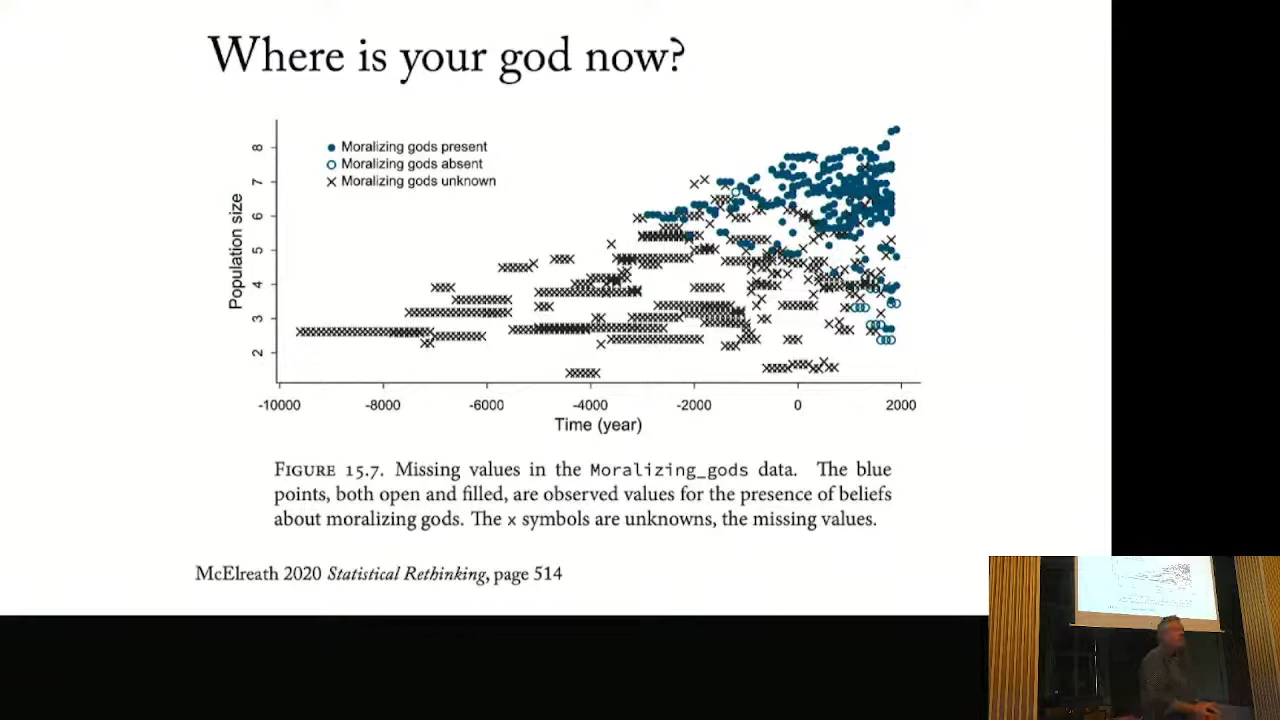 Where is your god now?
Moralizing gods present
Moralizing gods absent
Moralizing gods unknown
Population size
8
7
6
5
4
3
2
-10000 -8000 -6000 -4000 -2000 0 2000
Time (year)
FIGURE 15.7. Missing values in the Moralizing_gods data. The blue
points, both open and filled, are observed values for the presence of beliefs
about moralizing gods. The x symbols are unknowns, the missing values.
McElreath 2020 Statistical Rethinking, page 514